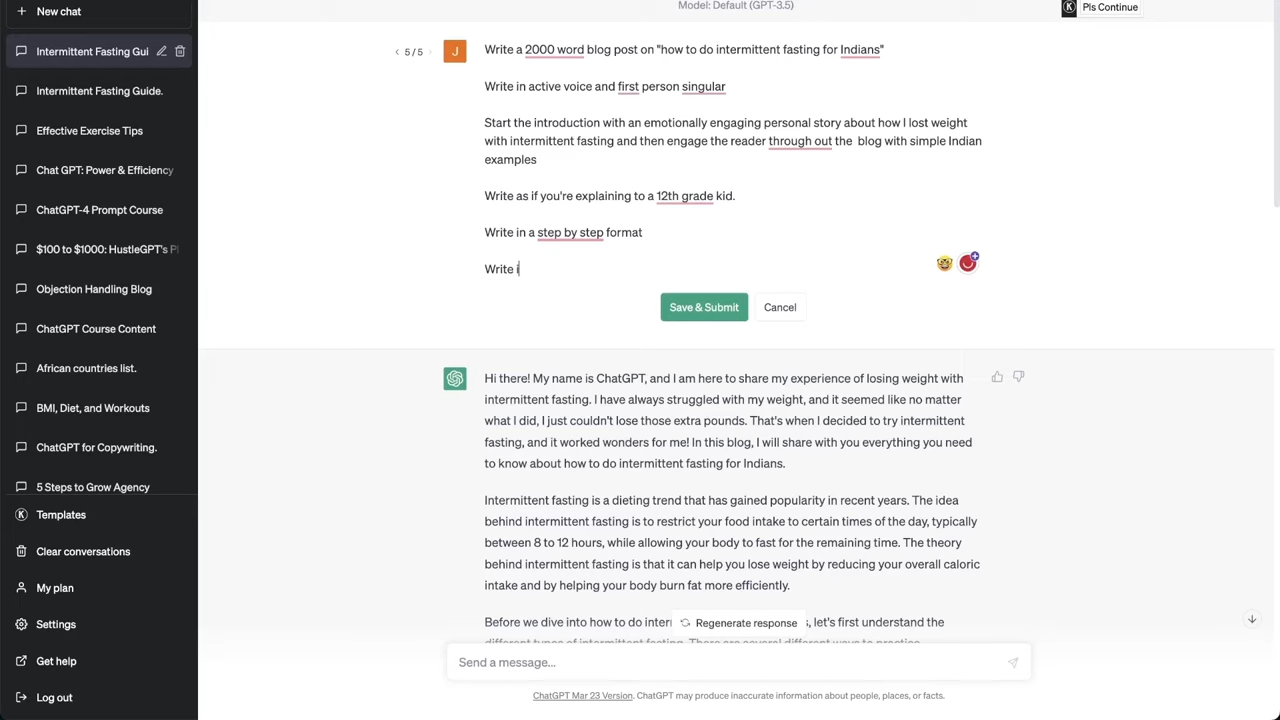 New chat
Intermittent Fasting Gui
Intermittent Fasting Guide.
Effective Exercise Tips
Chat GPT: Power & Efficiency
ChatGPT-4 Prompt Course
$100 to $1000: HustleGPT's
Objection Handling Blog
ChatGPT Course Content
African countries list.
BMI, Diet, and Workouts
ChatGPT for Copywriting.
5 Steps to Grow Agency
Templates
Clear conversations
My plan
Settings
Get help
Log out
Model: Default (GPT-3.5)
K Pls Continue
< 5 / 5 >
J
Write a 2000 word blog post on "how to do intermittent fasting for Indians"
Write in active voice and first person singular
Start the introduction with an emotionally engaging personal story about how I lost weight
with intermittent fasting and then engage the reader through out the blog with simple Indian
examples
Write as if you're explaining to a 12th grade kid.
Write in a step by step format
Write i
Save & Submit
Cancel
Hi there! My name is ChatGPT, and I am here to share my experience of losing weight with
intermittent fasting. I have always struggled with my weight, and it seemed like no matter
what I did, I just couldn't lose those extra pounds. That's when I decided to try intermittent
fasting, and it worked wonders for me! In this blog, I will share with you everything you need
to know about how to do intermittent fasting for Indians.
Intermittent fasting is a dieting trend that has gained popularity in recent years. The idea
behind intermittent fasting is to restrict your food intake to certain times of the day, typically
between 8 to 12 hours, while allowing your body to fast for the remaining time. The theory
behind intermittent fasting is that it can help you lose weight by reducing your overall caloric
intake and by helping your body burn fat more efficiently.
Before we dive into how to do inter
Regenerate response
, let's first understand the
different types of intermittent fasting. There are several different ways to practice
Send a message...
ChatGPT Mar 23 Version. ChatGPT may produce inaccurate information about people, places, or facts.